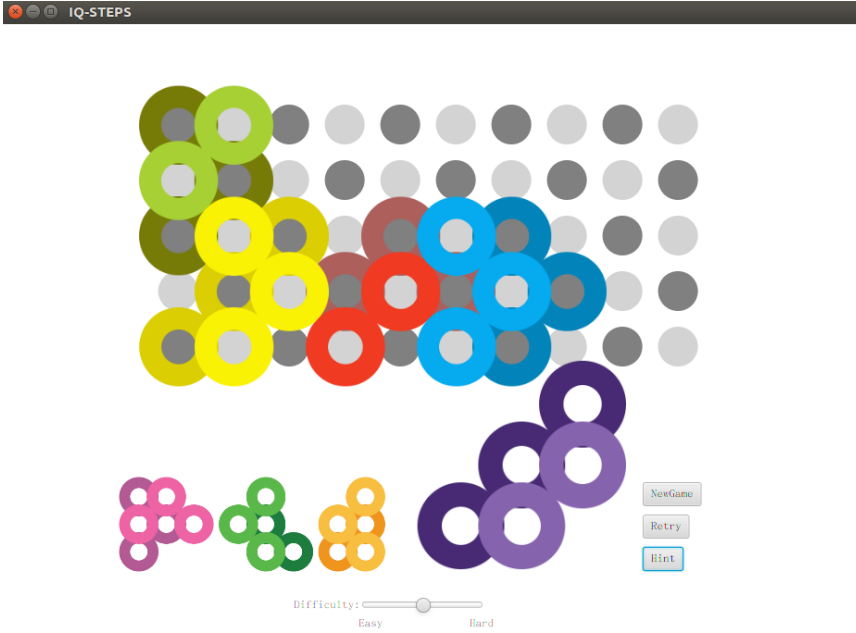 IQ-STEPS
NewGame
Retry
Hint
Difficulty:
Easy Hard